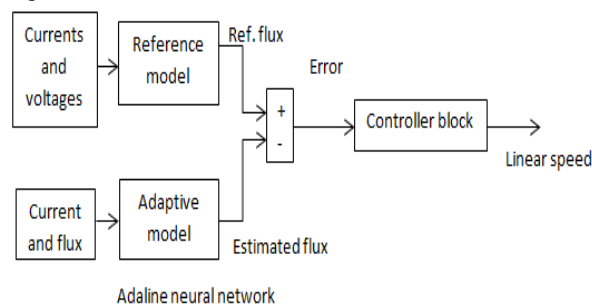 Currents
and
voltages
Reference
model
Ref. flux
Error
+
-
Controller block
Linear speed
Current
and flux
Adaptive
model
Estimated flux
Adaline neural network